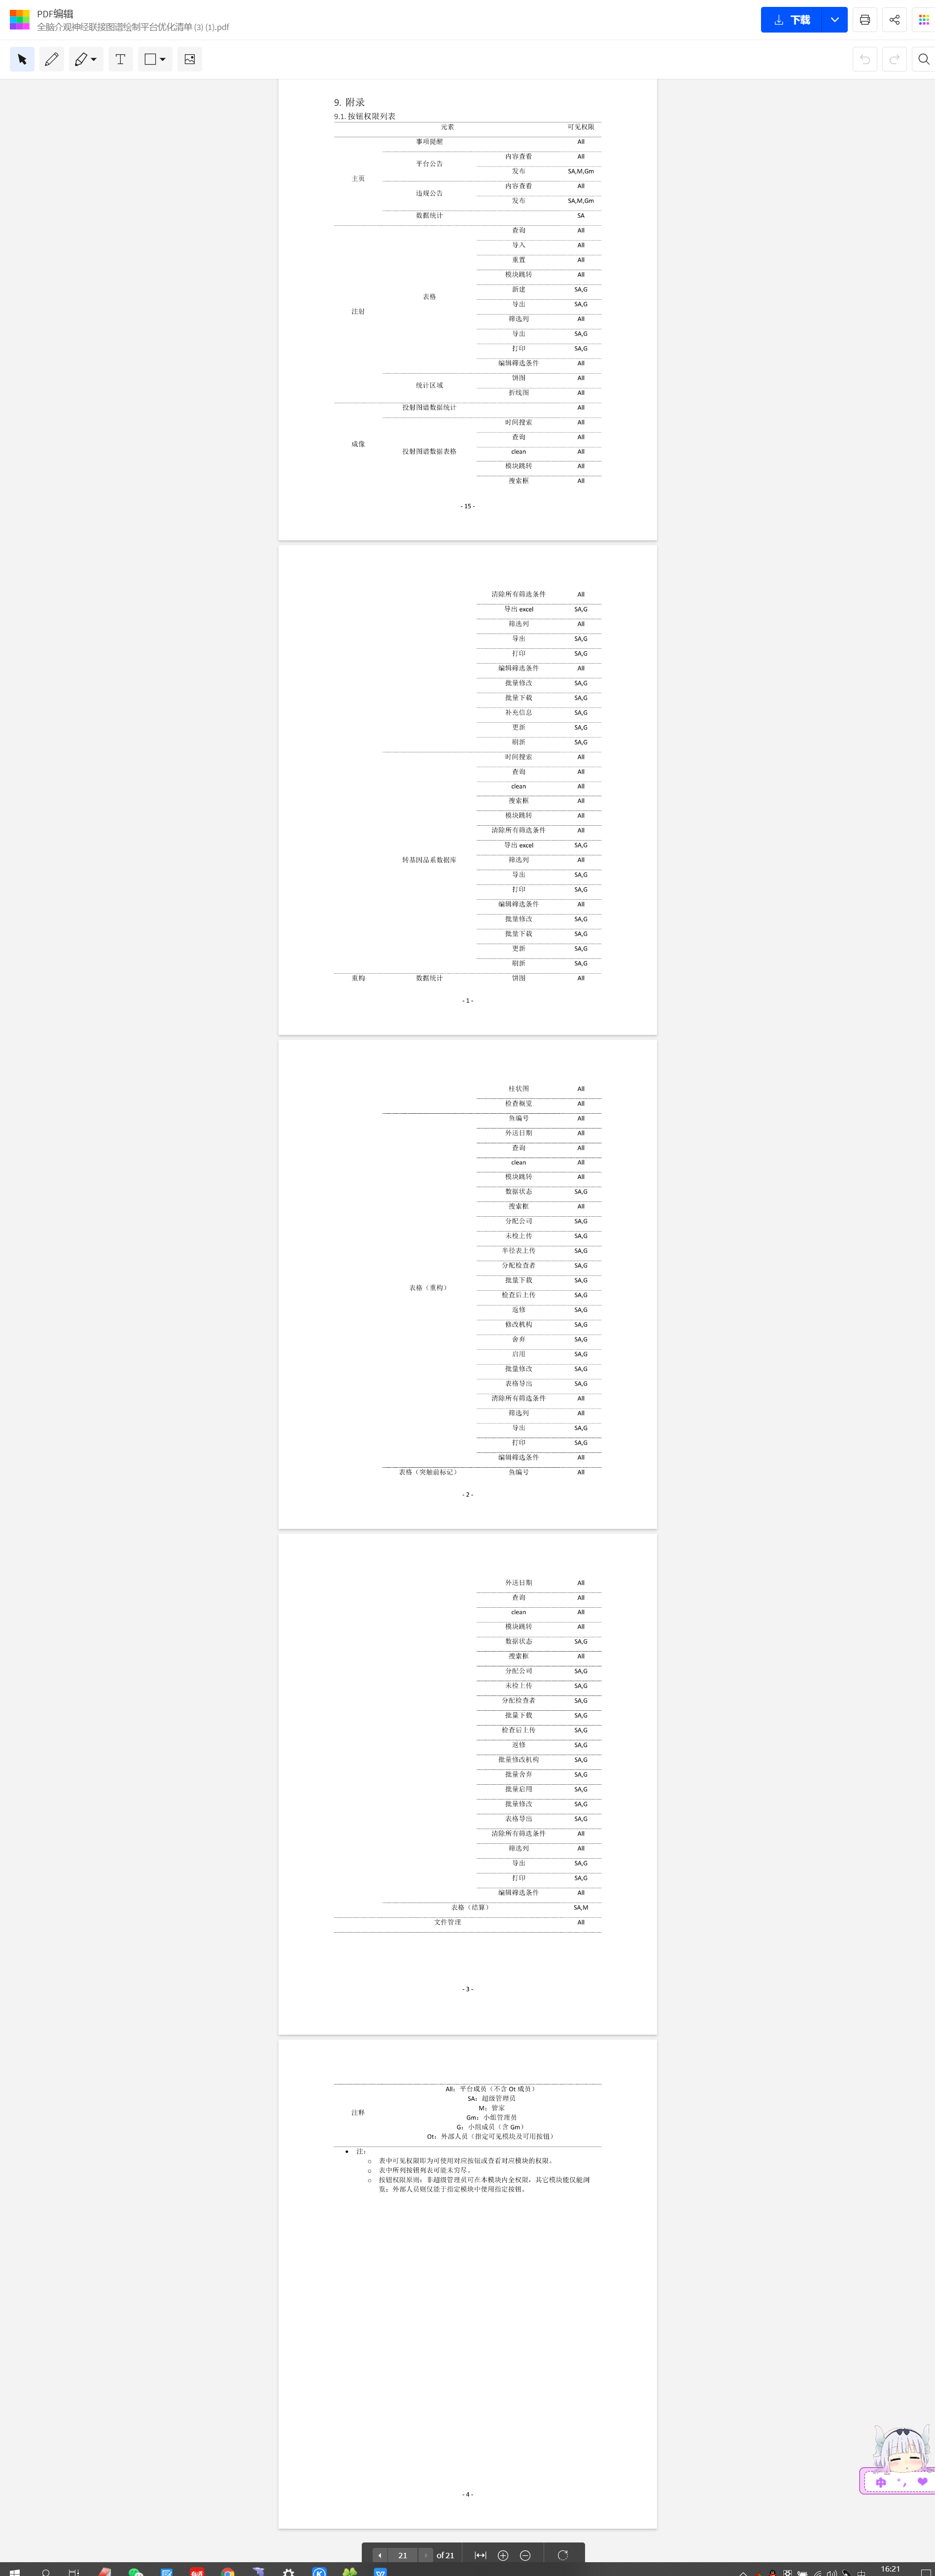 PDF编辑
全脑介观神经联接图谱绘制平台优化清单 (3) (1).pdf
下载
9. 附录
9.1. 按钮权限列表
元素 可见权限
主页 事项提醒 All
平台公告 内容查看 All
发布 SA,M,Gm
违规公告 内容查看 All
发布 SA,M,Gm
数据统计 SA
注射 表格 查询 All
导入 All
重置 All
模块跳转 All
新建 SA,G
导出 SA,G
筛选列 All
导出 SA,G
打印 SA,G
编辑筛选条件 All
统计区域 饼图 All
折线图 All
成像 投射图谱数据统计 All
投射图谱数据表格 时间搜索 All
查询 All
clean All
模块跳转 All
搜索框 All
- 15 -
清除所有筛选条件 All
导出 excel SA,G
筛选列 All
导出 SA,G
打印 SA,G
编辑筛选条件 All
批量修改 SA,G
批量下载 SA,G
补充信息 SA,G
更新 SA,G
刷新 SA,G
转基因品系数据库 时间搜索 All
查询 All
clean All
搜索框 All
模块跳转 All
清除所有筛选条件 All
导出 excel SA,G
筛选列 All
导出 SA,G
打印 SA,G
编辑筛选条件 All
批量修改 SA,G
批量下载 SA,G
更新 SA,G
刷新 SA,G
重构 数据统计 饼图 All
- 1 -
柱状图 All
检查概览 All
表格（重构） 鱼编号 All
外送日期 All
查询 All
clean All
模块跳转 All
数据状态 SA,G
搜索框 All
分配公司 SA,G
未检上传 SA,G
半径表上传 SA,G
分配检查者 SA,G
批量下载 SA,G
检查后上传 SA,G
返修 SA,G
修改机构 SA,G
舍弃 SA,G
启用 SA,G
批量修改 SA,G
表格导出 SA,G
清除所有筛选条件 All
筛选列 All
导出 SA,G
打印 SA,G
编辑筛选条件 All
表格（突触前标记） 鱼编号 All
- 2 -
外送日期 All
查询 All
clean All
模块跳转 All
数据状态 SA,G
搜索框 All
分配公司 SA,G
未检上传 SA,G
分配检查者 SA,G
批量下载 SA,G
检查后上传 SA,G
返修 SA,G
批量修改机构 SA,G
批量舍弃 SA,G
批量启用 SA,G
批量修改 SA,G
表格导出 SA,G
清除所有筛选条件 All
筛选列 All
导出 SA,G
打印 SA,G
编辑筛选条件 All
表格（结算） SA,M
文件管理 All
- 3 -
注释 All：平台成员（不含 Ot 成员）
SA：超级管理员
M：管家
Gm：小组管理员
G：小组成员（含 Gm）
Ot：外部人员（指定可见模块及可用按钮）
• 注：
○ 表中可见权限即为可使用对应按钮或查看对应模块的权限。
○ 表中所列按钮列表可能未穷尽。
○ 按钮权限原则：非超级管理员可在本模块内全权限，其它模块能仅能浏
览；外部人员则仅能于指定模块中使用指定按钮。
- 4 -
中 °, 
21 of 21
16:21